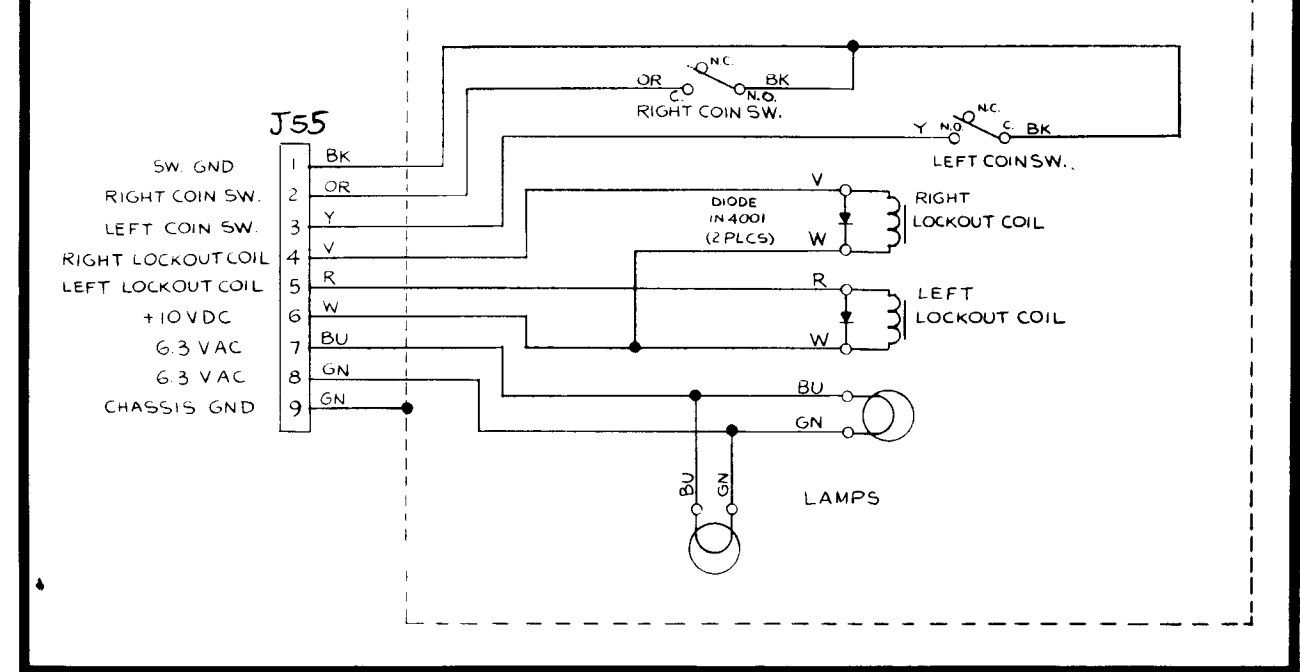 N.C.
OR C. N.O. BK
RIGHT COIN SW.
N.C.
Y N.O. C. BK
LEFT COIN SW.
J55
SW. GND 1 BK
RIGHT COIN SW. 2 OR
LEFT COIN SW. 3 Y
RIGHT LOCKOUT COIL 4 V
LEFT LOCKOUT COIL 5 R
+10VDC 6 W
6.3 VAC 7 BU
6.3 VAC 8 GN
CHASSIS GND 9 GN
DIODE
IN 4001
(2 PLCS)
V
W
RIGHT
LOCKOUT COIL
R
W
LEFT
LOCKOUT COIL
BU
GN
BU GN
LAMPS